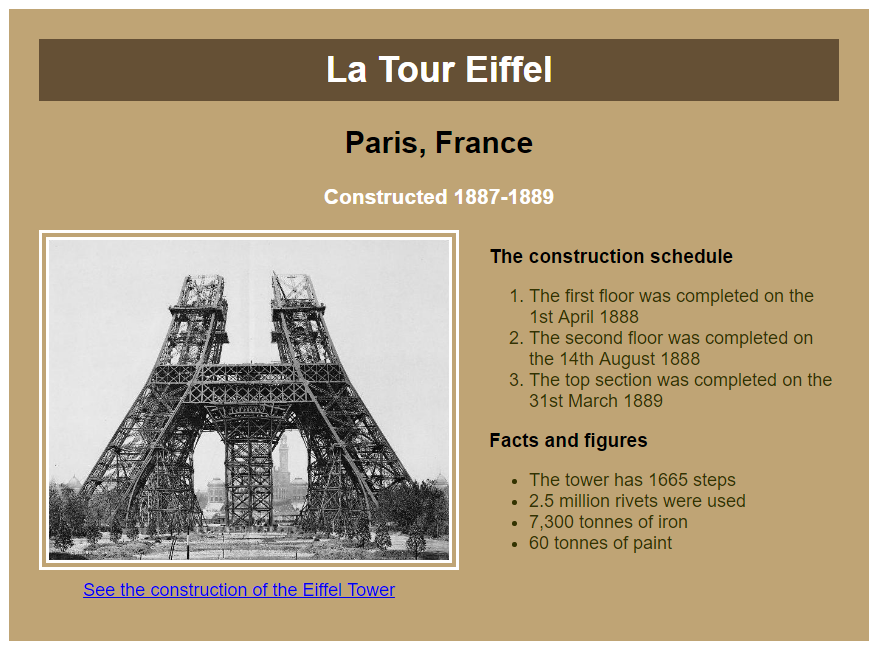 La Tour Eiffel
Paris, France
Constructed 1887-1889
The construction schedule
1. The first floor was completed on the
1st April 1888
2. The second floor was completed on
the 14th August 1888
3. The top section was completed on the
31st March 1889
Facts and figures
• The tower has 1665 steps
• 2.5 million rivets were used
• 7,300 tonnes of iron
• 60 tonnes of paint
See the construction of the Eiffel Tower